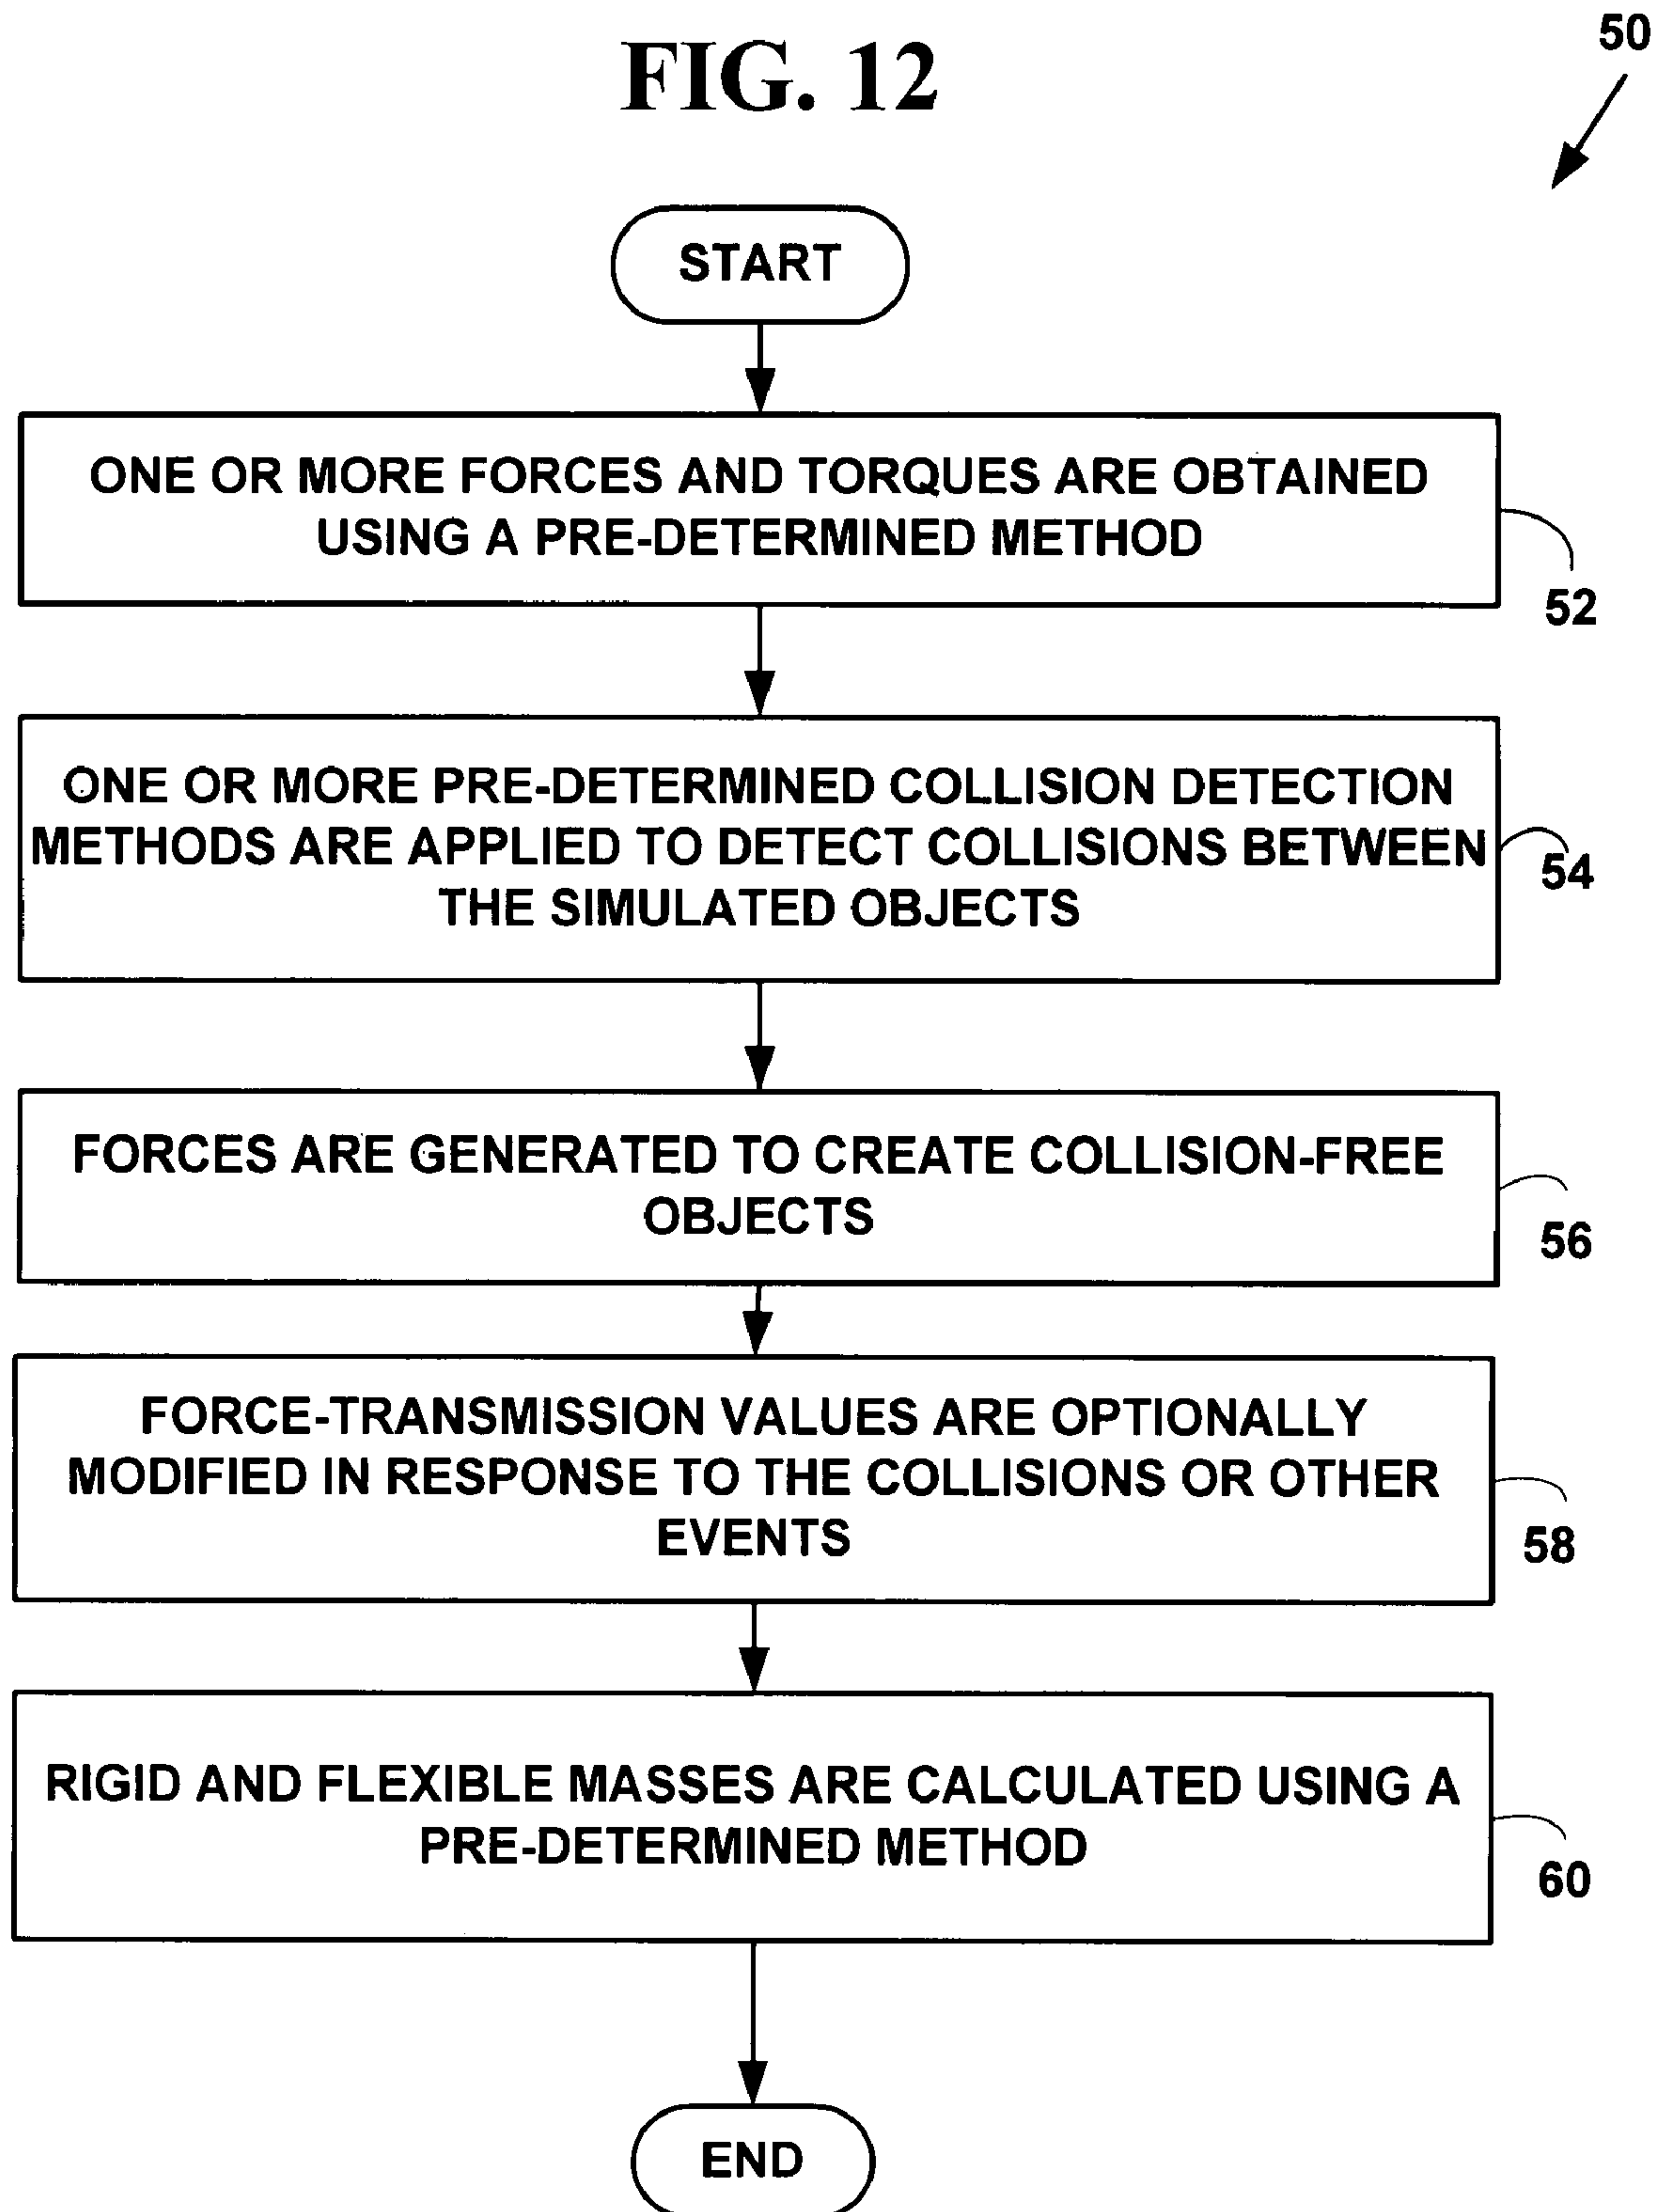 FIG. 12
50
START
ONE OR MORE FORCES AND TORQUES ARE OBTAINED
USING A PRE-DETERMINED METHOD
52
ONE OR MORE PRE-DETERMINED COLLISION DETECTION
METHODS ARE APPLIED TO DETECT COLLISIONS BETWEEN
THE SIMULATED OBJECTS
54
FORCES ARE GENERATED TO CREATE COLLISION-FREE
OBJECTS
56
FORCE-TRANSMISSION VALUES ARE OPTIONALLY
MODIFIED IN RESPONSE TO THE COLLISIONS OR OTHER
EVENTS
58
RIGID AND FLEXIBLE MASSES ARE CALCULATED USING A
PRE-DETERMINED METHOD
60
END